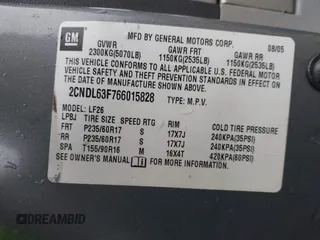 GM
MFD BY GENERAL MOTORS CORP. 08/05
GVWR GAWR FRT GAWR RR
2300KG(5070LB) 1150KG(2535LB) 1150KG(2535LB)
THIS VEHICLE CONFORMS TO ALL APPLICABLE U.S. FEDERAL
MOTOR VEHICLE SAFETY AND THEFT PREVENTION STANDARDS
IN EFFECT ON THE DATE OF MANUFACTURE SHOWN ABOVE.
2CNDL63F766015828 TYPE: M.P.V.
MODEL: LF26
LPBJ TIRE SIZE SPEED RTG RIM COLD TIRE PRESSURE
FRT P235/60R17 S 17X7J 240KPA(35PSI)
RR P235/60R17 S 17X7J 240KPA(35PSI)
SPA T155/90R16 M 16X4T 420KPA(60PSI)
SEE OWNER'S MANUAL FOR MORE INFORMATION.
DREAMBID